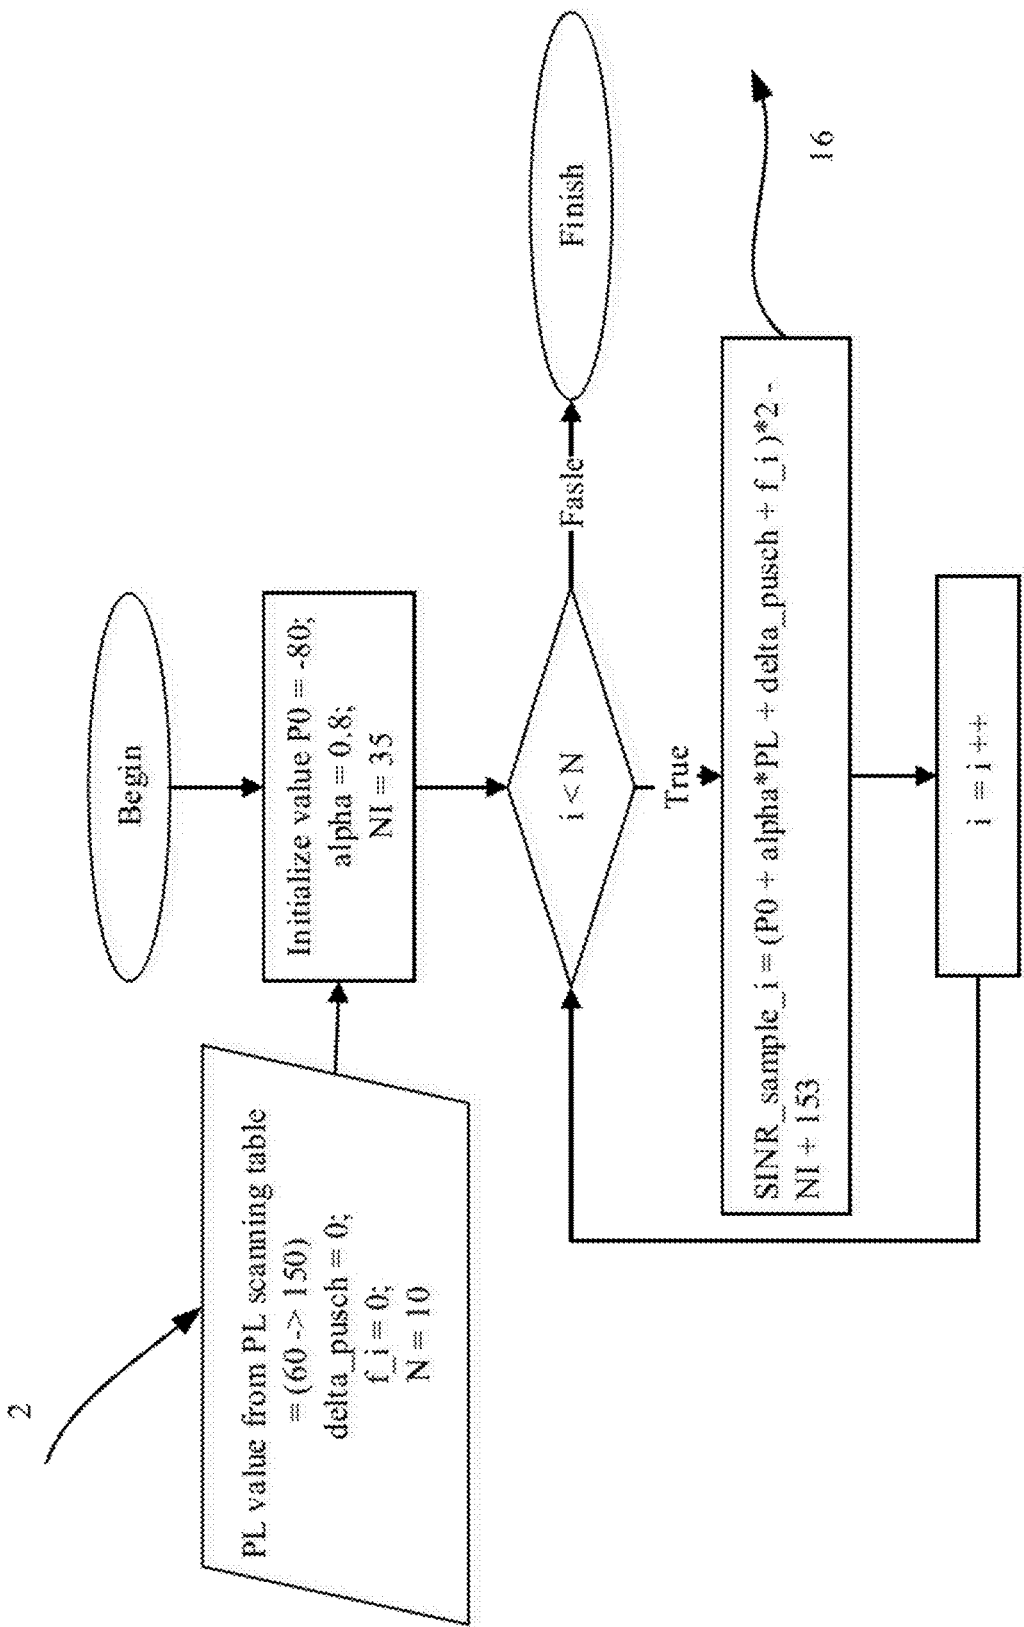 2
PL value from PL scanning table
= (60 -> 150)
delta_pusch = 0;
f_i = 0;
N = 10
Begin
Initialize value P0 = -80;
alpha = 0.8;
NI = 35
i < N
Fasle
Finish
True
SINR_sample_i = (P0 + alpha*PL + delta_pusch + f_i )*2 -
NI + 153
16
i = i ++